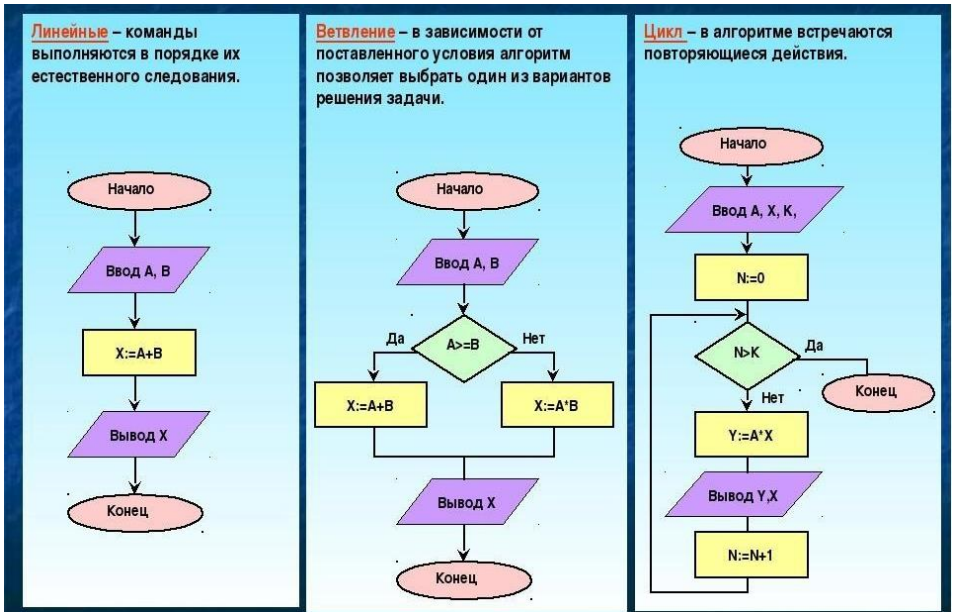 Линейные – команды
выполняются в порядке их
естественного следования.
Начало
Ввод А, В
X:=A+B
Вывод X
Конец
Ветвление – в зависимости от
поставленного условия алгоритм
позволяет выбрать один из вариантов
решения задачи.
Начало
Ввод А, В
A>=B
Да
Нет
X:=A+B
X:=A*B
Вывод X
Конец
Цикл – в алгоритме встречаются
повторяющиеся действия.
Начало
Ввод А, X, K,
N:=0
N>K
Да
Конец
Нет
Y:=A*X
Вывод Y,X
N:=N+1